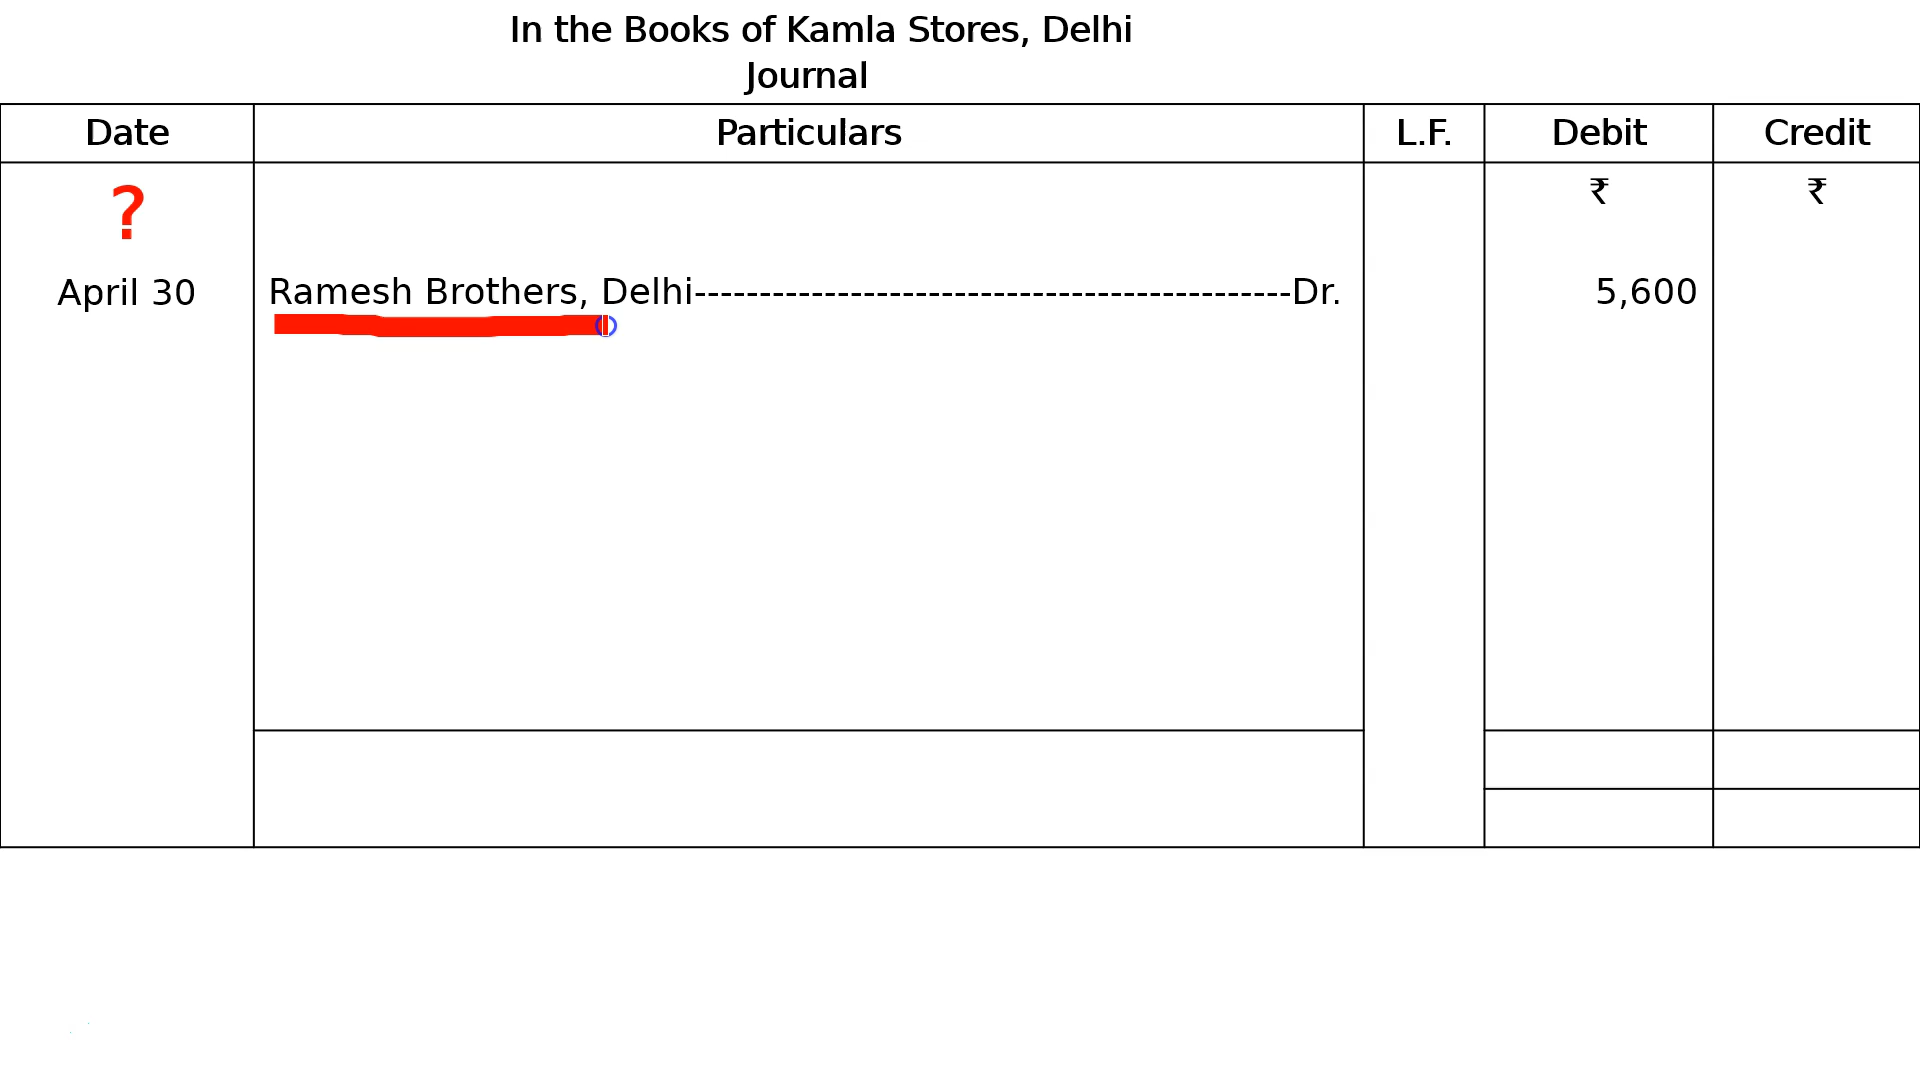 In the Books of Kamla Stores, Delhi
Journal
Date Particulars L.F. Debit Credit
? ₹ ₹
April 30 Ramesh Brothers, Delhi----------------------------------------------Dr. 5,600